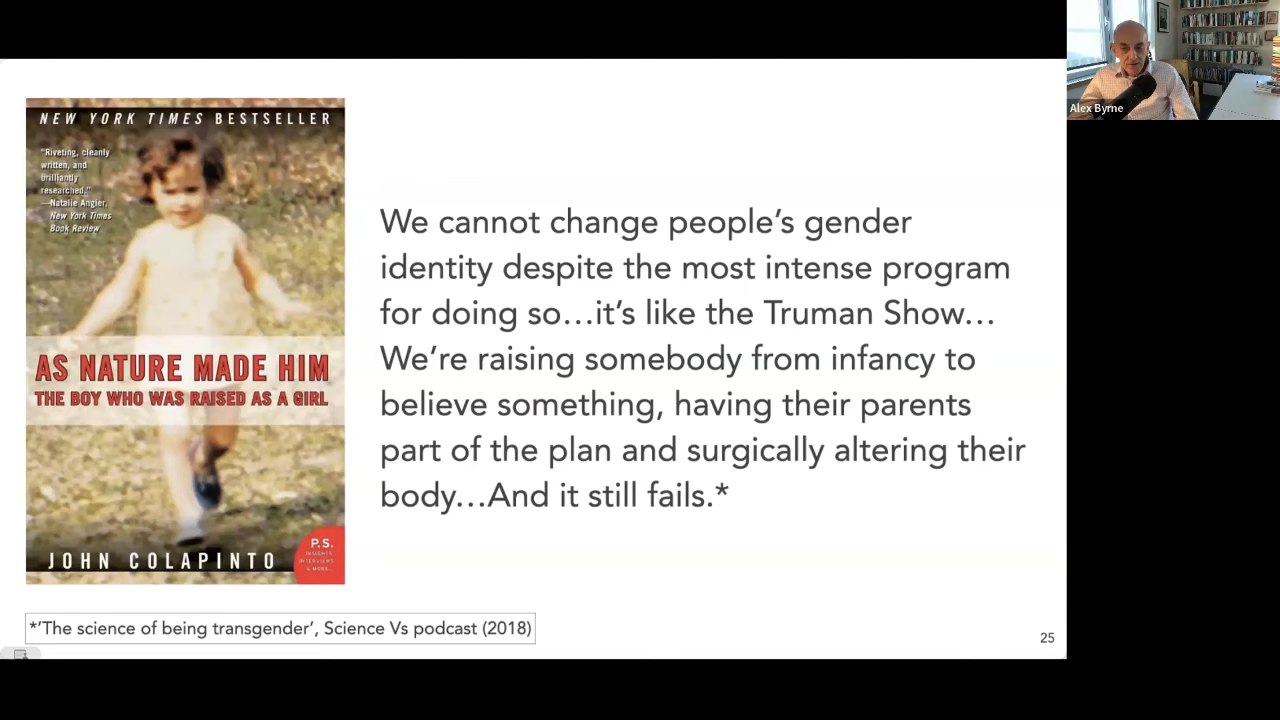 NEW YORK TIMES BESTSELLER
"Riveting, cleanly
written, and
brilliantly
researched."
—Natalie Angier,
New York Times
Book Review
AS NATURE MADE HIM
THE BOY WHO WAS RAISED AS A GIRL
JOHN COLAPINTO
P.S.
INSIGHTS,
INTERVIEWS
& MORE...
We cannot change people's gender
identity despite the most intense program
for doing so…it's like the Truman Show…
We're raising somebody from infancy to
believe something, having their parents
part of the plan and surgically altering their
body…And it still fails.*
*'The science of being transgender', Science Vs podcast (2018)
25
Alex Byrne